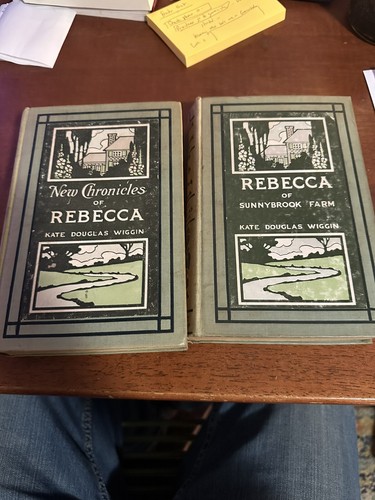 New Chronicles
OF
REBECCA
KATE DOUGLAS WIGGIN
REBECCA
OF
SUNNYBROOK FARM
KATE DOUGLAS WIGGIN